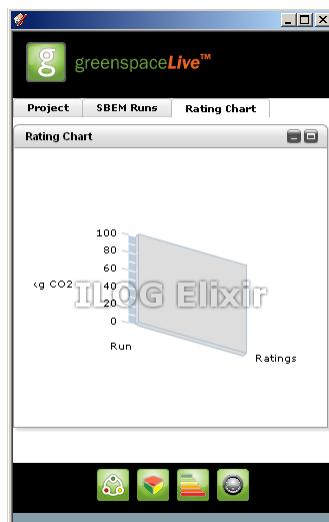 greenspaceLive™
Project SBEM Runs Rating Chart
Rating Chart
100
80
60
kg CO2 40
ILOG Elixir
20
0
Run
Ratings